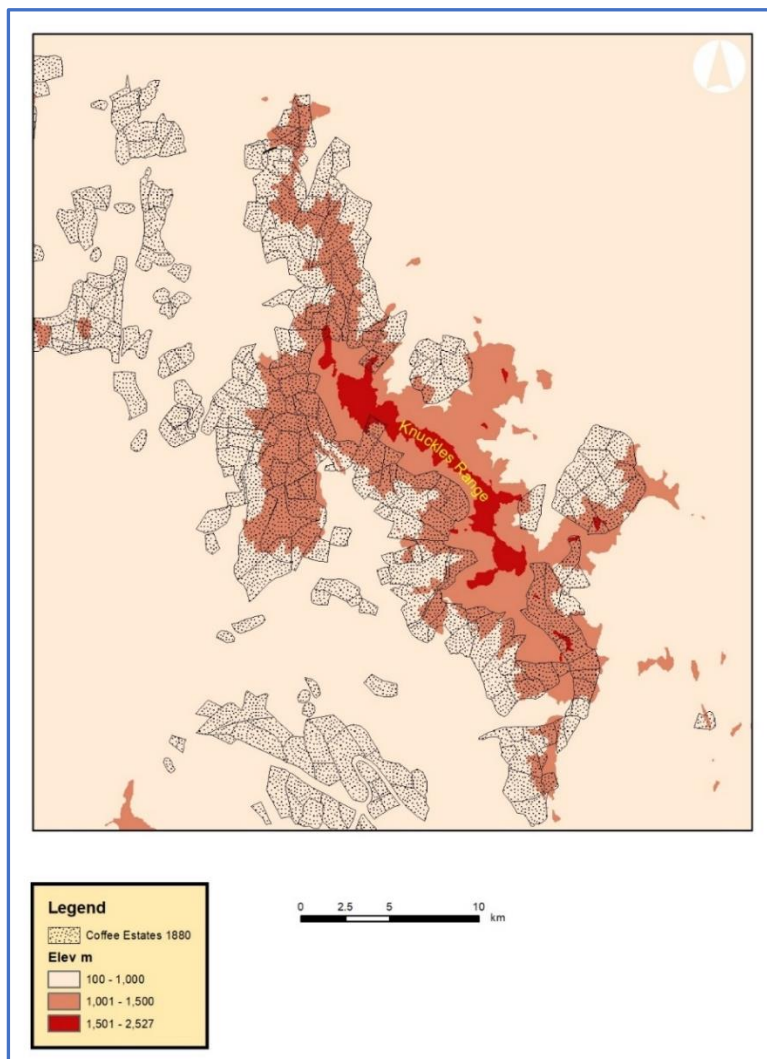 Knuckles Range
Legend
Coffee Estates 1880
Elev m
100 - 1,000
1,001 - 1,500
1,501 - 2,527
0 2.5 5 10
km